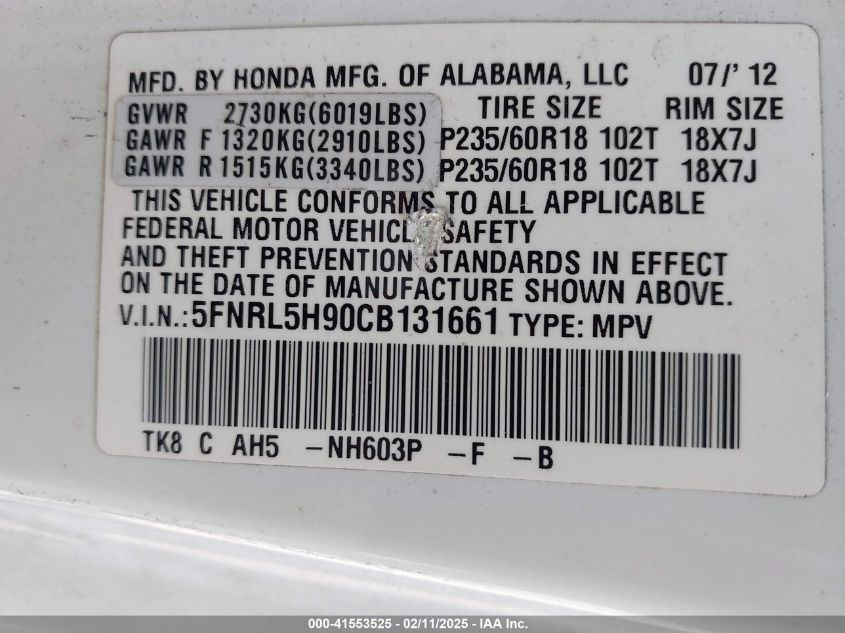 MFD. BY HONDA MFG. OF ALABAMA, LLC 07/' 12
GVWR 2730KG(6019LBS) TIRE SIZE RIM SIZE
GAWR F 1320KG(2910LBS) P235/60R18 102T 18X7J
GAWR R 1515KG(3340LBS) P235/60R18 102T 18X7J
THIS VEHICLE CONFORMS TO ALL APPLICABLE
FEDERAL MOTOR VEHICLE SAFETY
AND THEFT PREVENTION STANDARDS IN EFFECT
ON THE DATE OF MANUFACTURE SHOWN ABOVE.
V.I.N.:5FNRL5H90CB131661 TYPE: MPV
TK8 C AH5 -NH603P -F -B
000-41553525 - 02/11/2025 - IAA Inc.